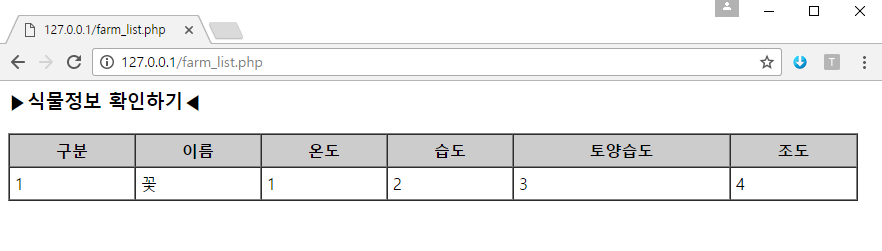 127.0.0.1/farm_list.php
127.0.0.1/farm_list.php
T
▶식물정보 확인하기◀
구분 이름 온도 습도 토양습도 조도
1 꽃 1 2 3 4